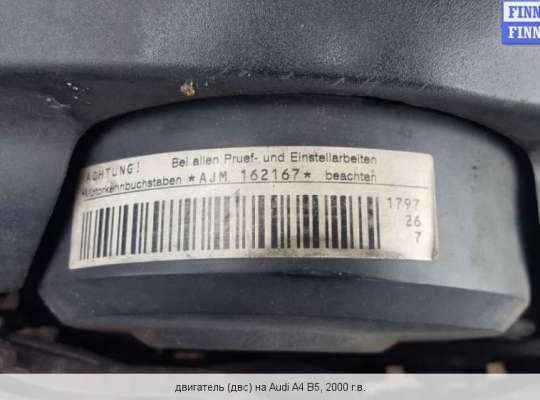 FINN
FINN
ACHTUNG! Bei allen Pruef- und Einstellarbeiten
Motorkennbuchstaben *AJM 162167* beachten
1797
26
7
двигатель (двс) на Audi A4 B5, 2000 г.в.